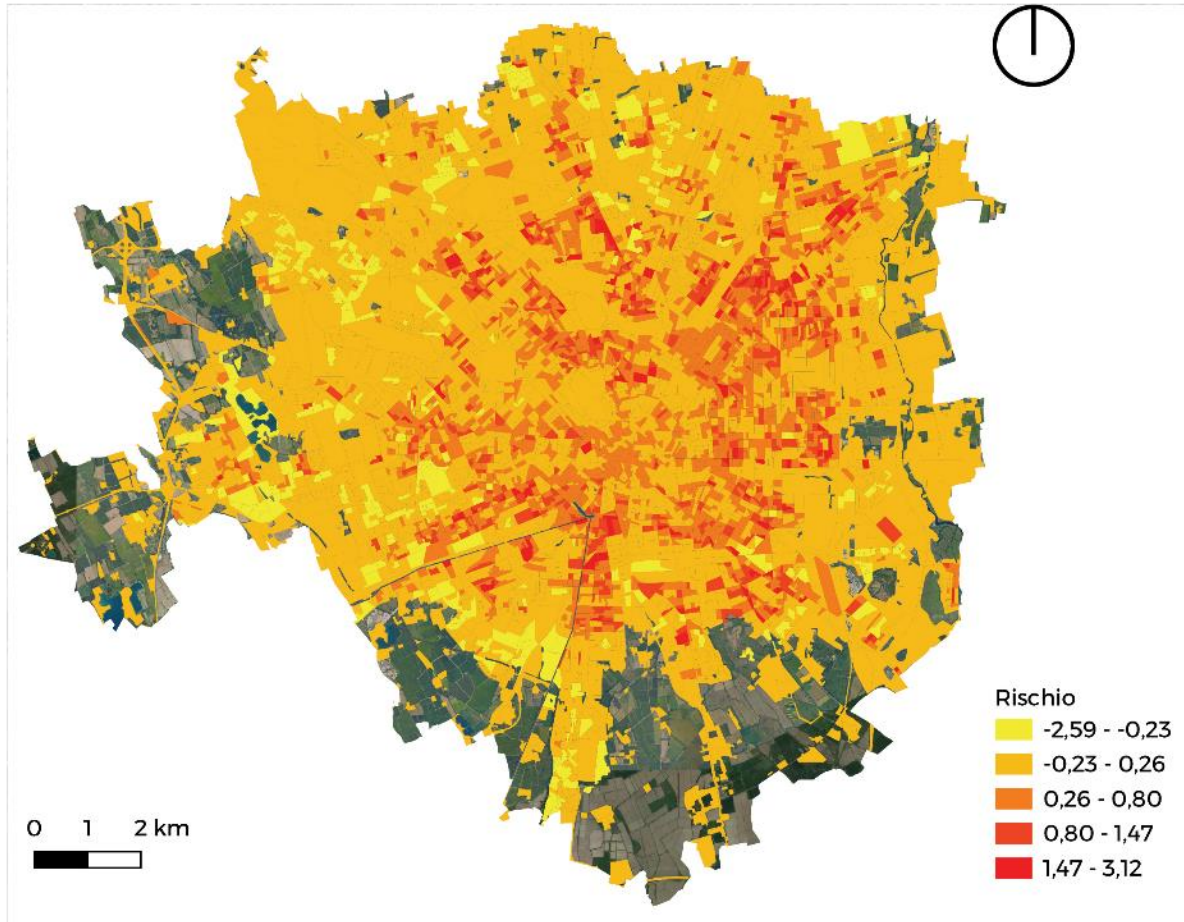 Rischio
-2,59 - -0,23
-0,23 - 0,26
0,26 - 0,80
0,80 - 1,47
1,47 - 3,12
0 1 2 km